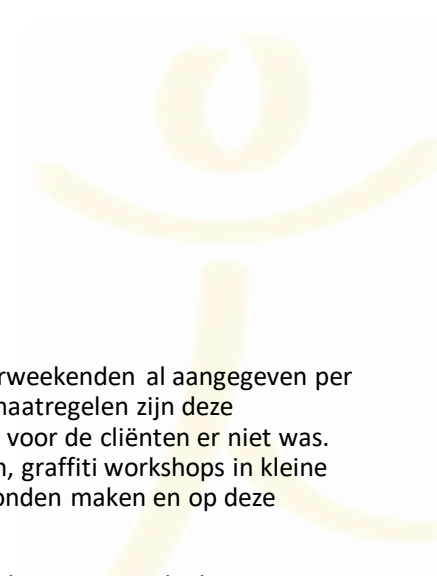 rweekenden al aangegeven per
naatregelen zijn deze
voor de cliënten er niet was.
n, graffiti workshops in kleine
onden maken en op deze